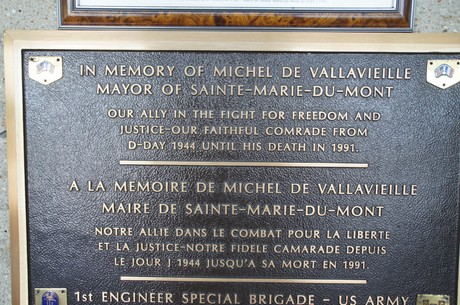 IN MEMORY OF MICHEL DE VALLAVIEILLE
MAYOR OF SAINTE-MARIE-DU-MONT
OUR ALLY IN THE FIGHT FOR FREEDOM AND
JUSTICE-OUR FAITHFUL COMRADE FROM
D-DAY 1944 UNTIL HIS DEATH IN 1991.
A LA MEMOIRE DE MICHEL DE VALLAVIEILLE
MAIRE DE SAINTE-MARIE-DU-MONT
NOTRE ALLIE DANS LE COMBAT POUR LA LIBERTE
ET LA JUSTICE-NOTRE FIDELE CAMARADE DEPUIS
LE JOUR J 1944 JUSQU'A SA MORT EN 1991.
1st ENGINEER SPECIAL BRIGADE - US ARMY